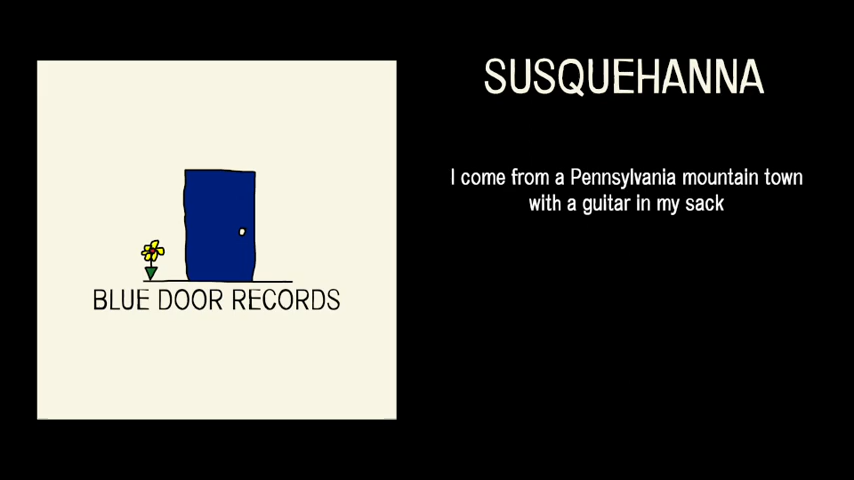 SUSQUEHANNA
I come from a Pennsylvania mountain town
with a guitar in my sack
BLUE DOOR RECORDS